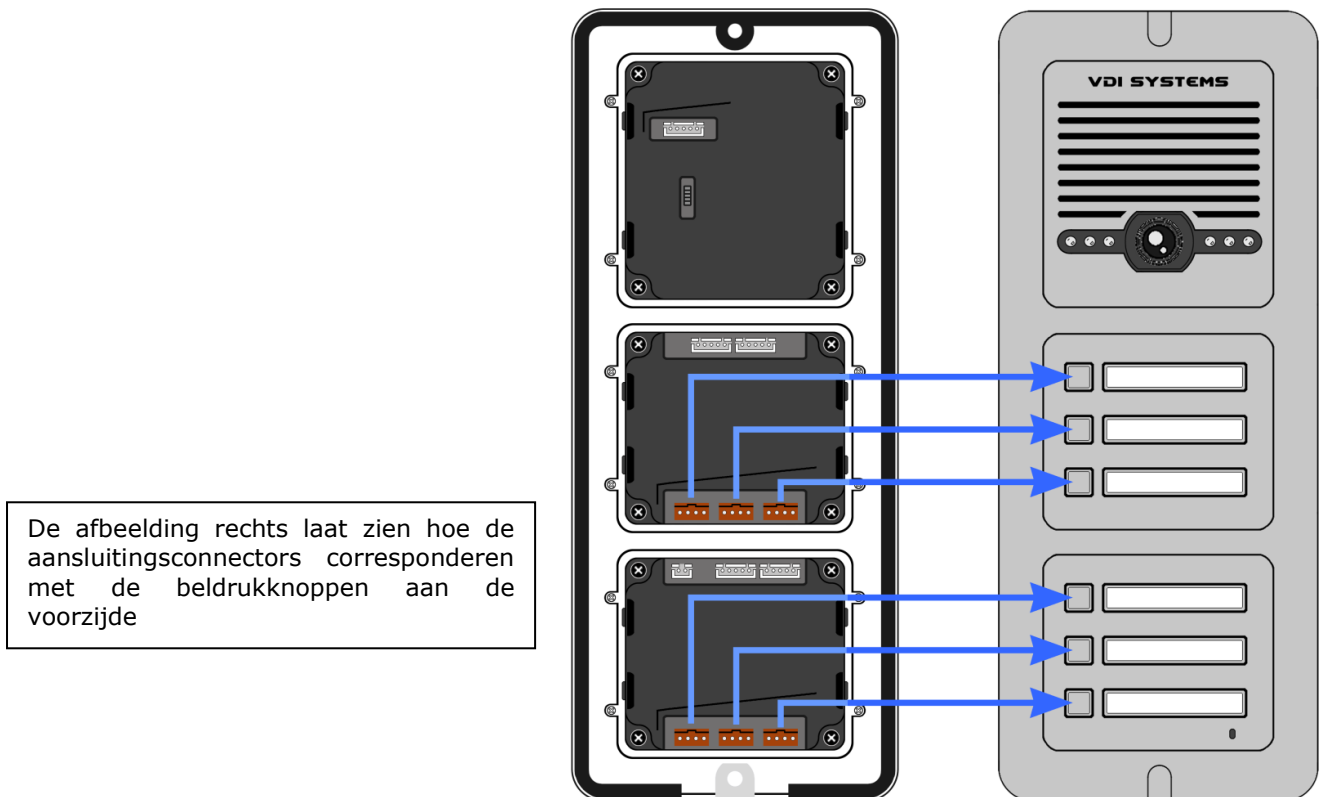 VDI SYSTEMS
De afbeelding rechts laat zien hoe de
aansluitingsconnectors corresponderen
met de beldrukknoppen aan de
voorzijde